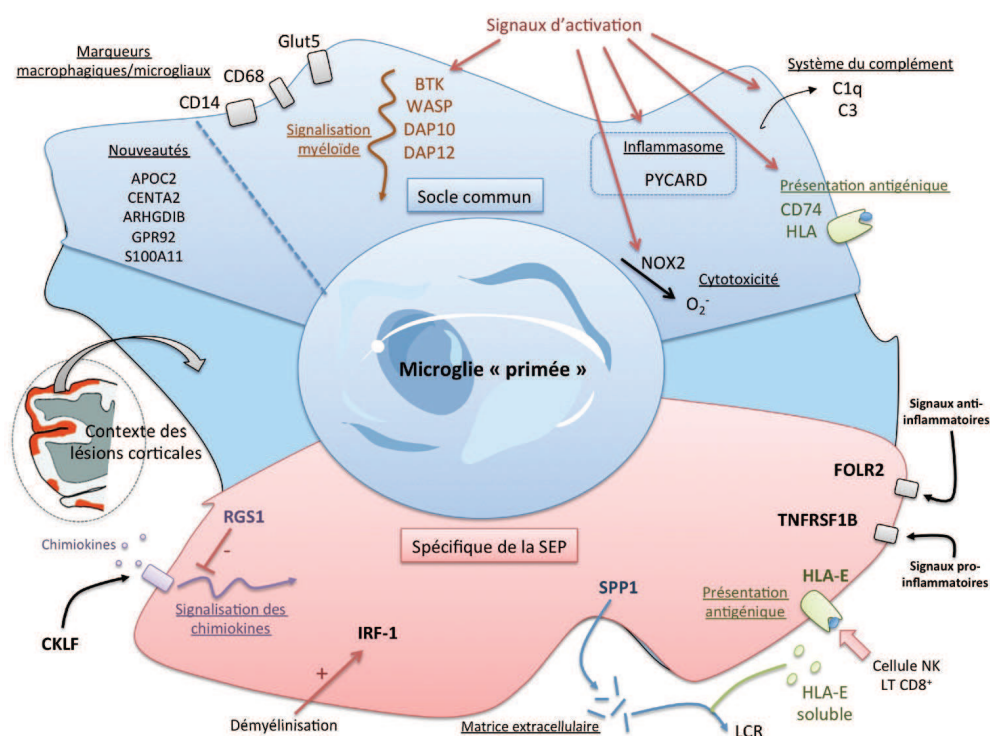 Signaux d'activation
Marqueurs
macrophagiques/microgliaux
Glut5
CD68
CD14
Système du complément
C1q
C3
BTK
WASP
DAP10
DAP12
Signalisation
myéloïde
Nouveautés
APOC2
CENTA2
ARHGDIB
GPR92
S100A11
Inflammasome
PYCARD
Socle commun
Présentation antigénique
CD74
HLA
NOX2
Cytotoxicité
O₂⁻
Microglie « primée »
Contexte des
lésions corticales
Signaux anti-
inflammatoires
FOLR2
TNFRSF1B
Signaux pro-
inflammatoires
RGS1
-
Spécifique de la SEP
Chimiokines
Signalisation des
chimiokines
CKLF
IRF-1
+
Démyélinisation
SPP1
HLA-E
Présentation
antigénique
Cellule NK
LT CD8⁺
HLA-E
soluble
Matrice extracellulaire
LCR